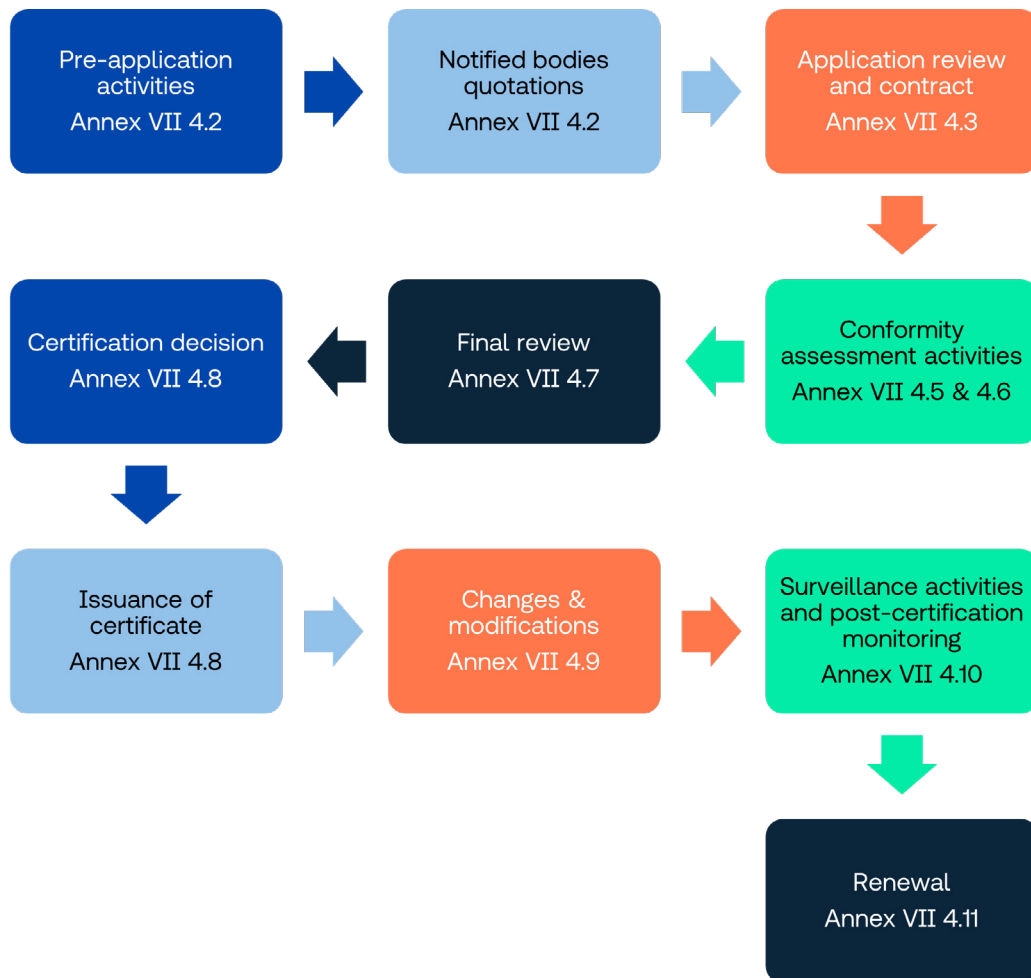 Pre-application
activities
Annex VII 4.2
Notified bodies
quotations
Annex VII 4.2
Application review
and contract
Annex VII 4.3
Conformity
assessment activities
Annex VII 4.5 & 4.6
Final review
Annex VII 4.7
Certification decision
Annex VII 4.8
Issuance of
certificate
Annex VII 4.8
Changes &
modifications
Annex VII 4.9
Surveillance activities
and post-certification
monitoring
Annex VII 4.10
Renewal
Annex VII 4.11